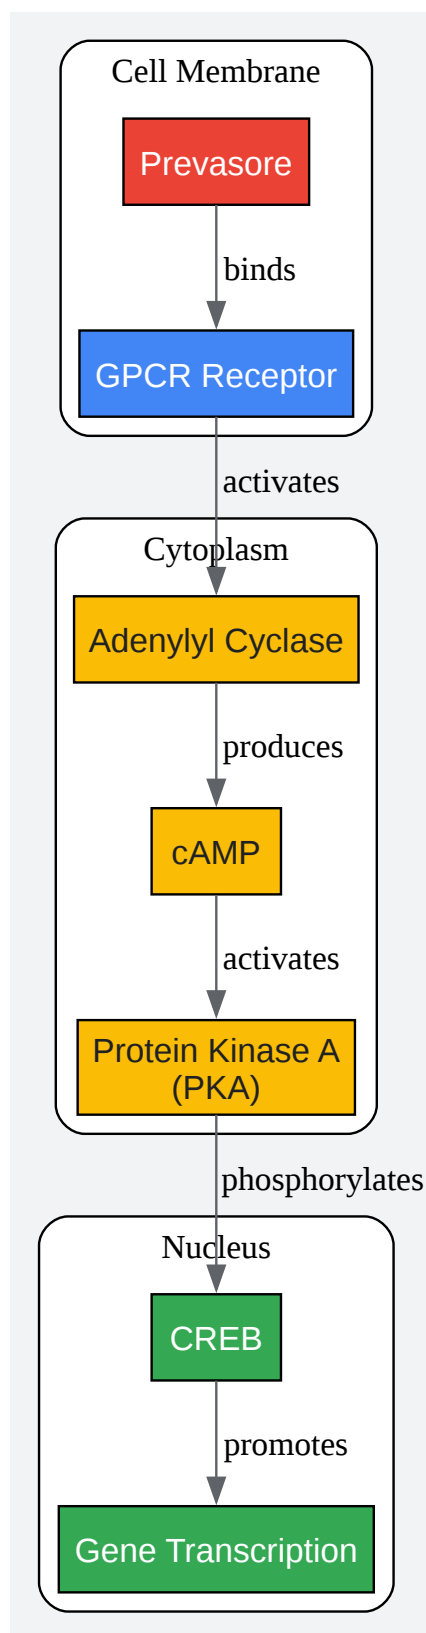 Cell Membrane
Prevasore
binds
GPCR Receptor
activates
Cytoplasm
Adenylyl Cyclase
produces
cAMP
activates
Protein Kinase A
(PKA)
phosphorylates
Nucleus
CREB
promotes
Gene Transcription